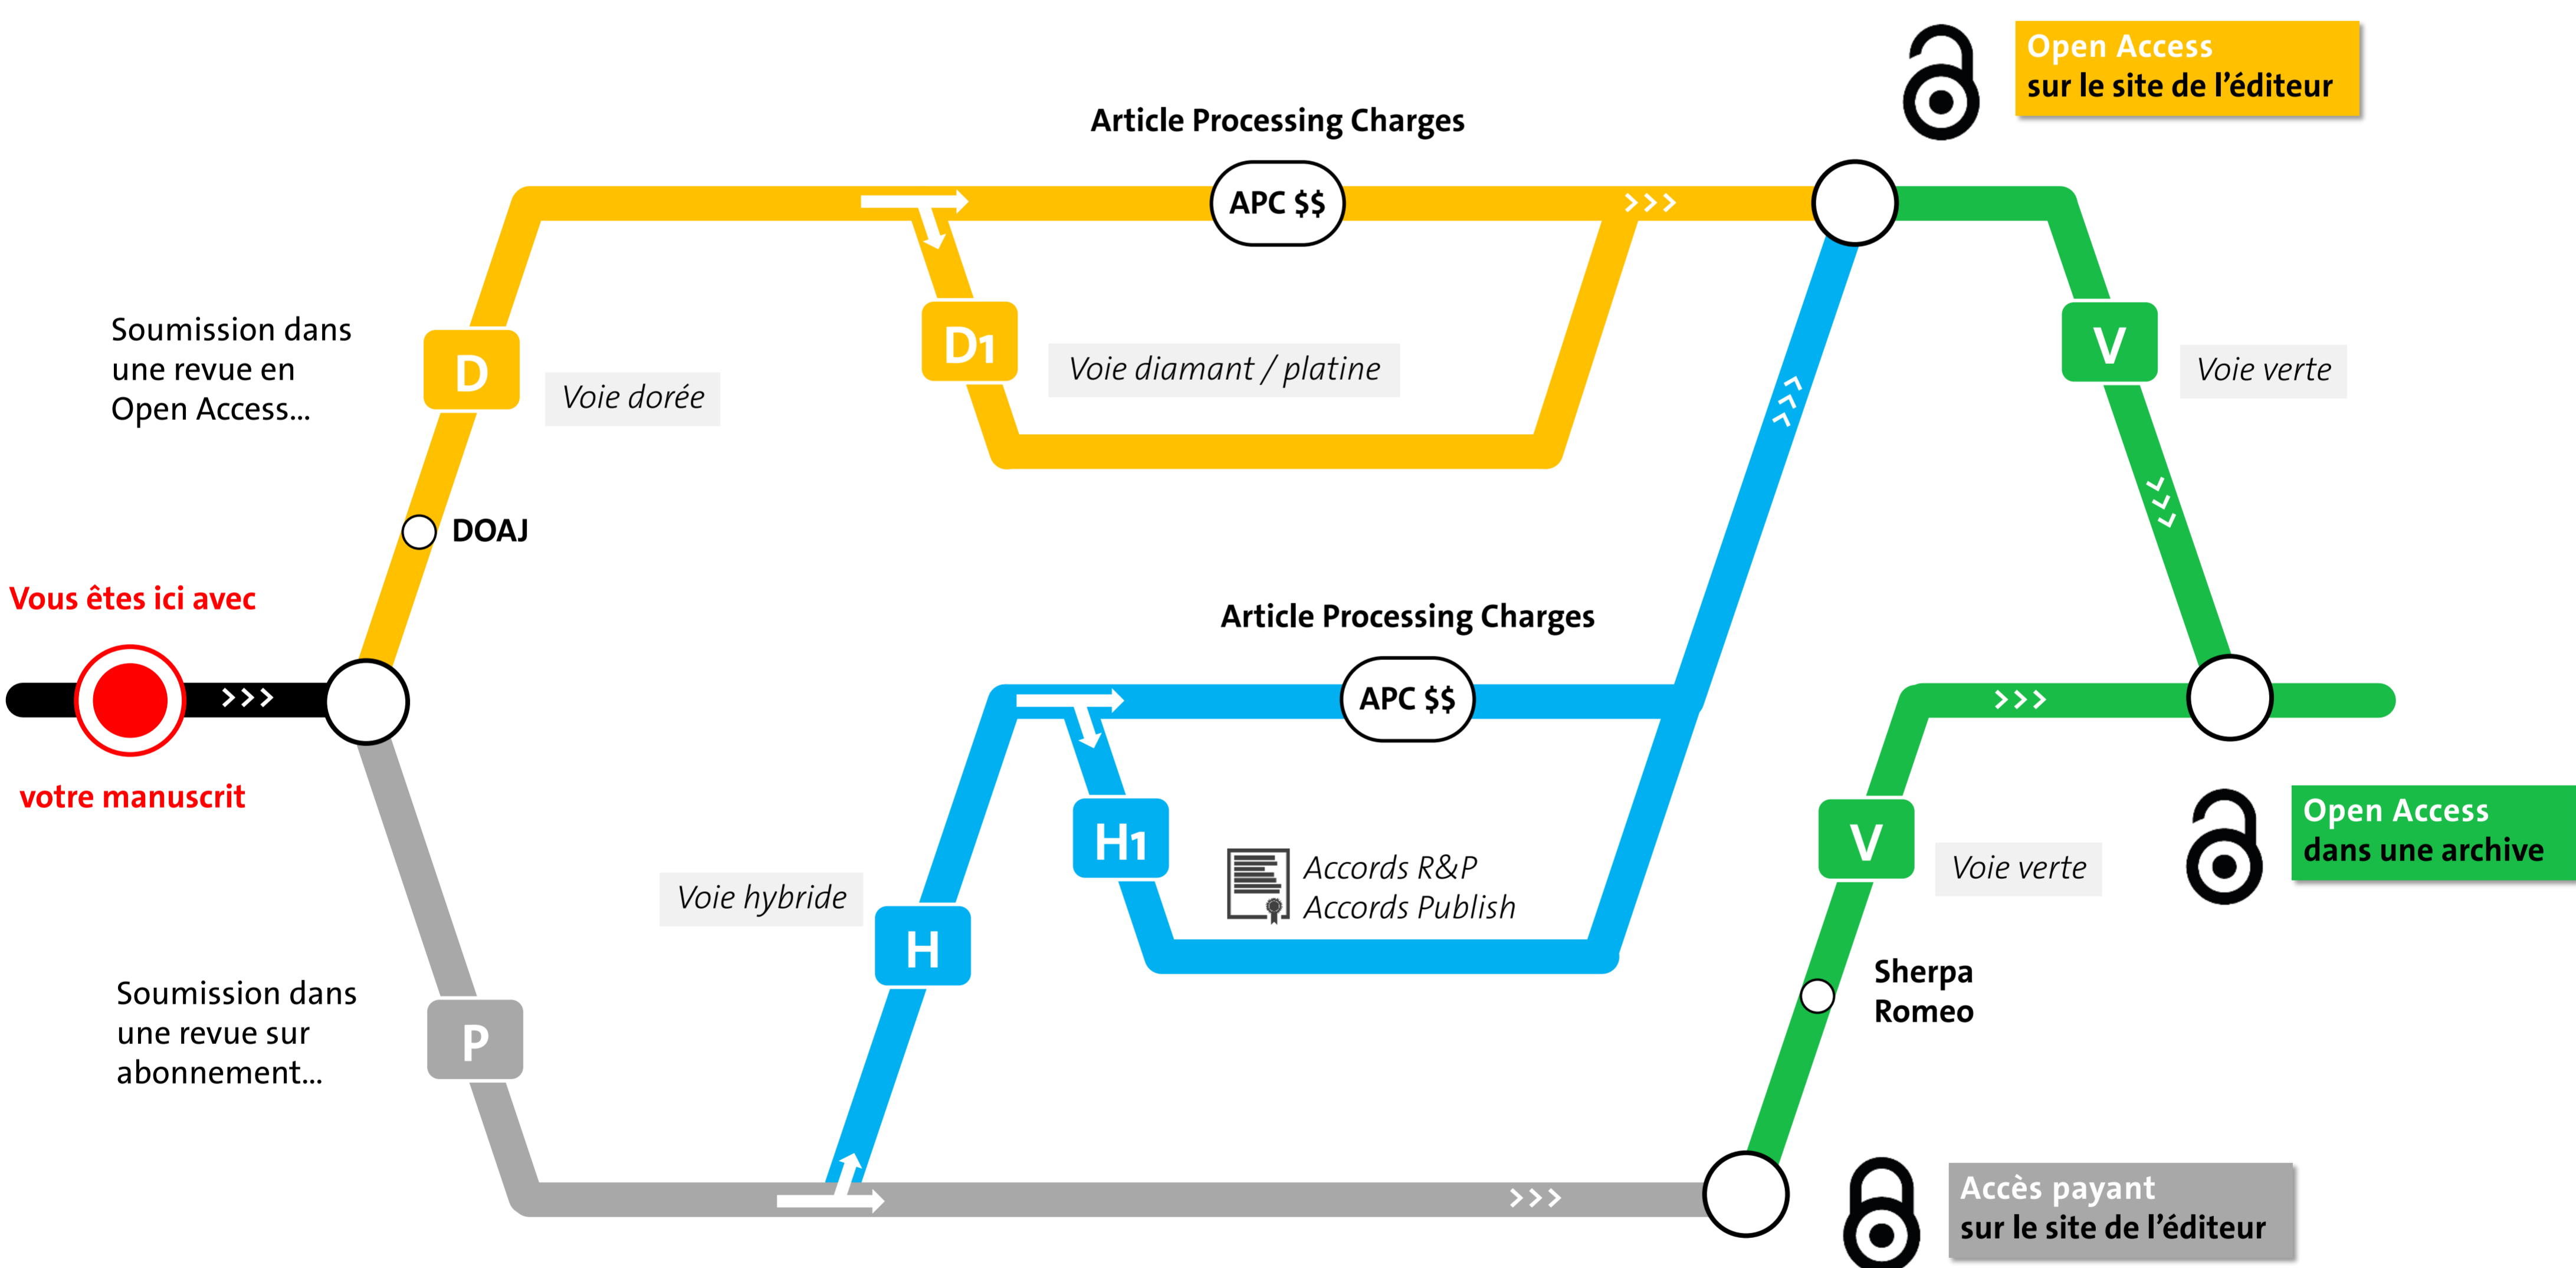 Open Access
sur le site de l'éditeur
Article Processing Charges
APC $$
Soumission dans
une revue en
Open Access...
D
Voie dorée
D1
Voie diamant / platine
V
Voie verte
DOAJ
Vous êtes ici avec
votre manuscrit
Article Processing Charges
APC $$
H1
Accords R&P
Accords Publish
Voie hybride
H
V
Voie verte
Open Access
dans une archive
Sherpa
Romeo
Soumission dans
une revue sur
abonnement...
P
Accès payant
sur le site de l'éditeur